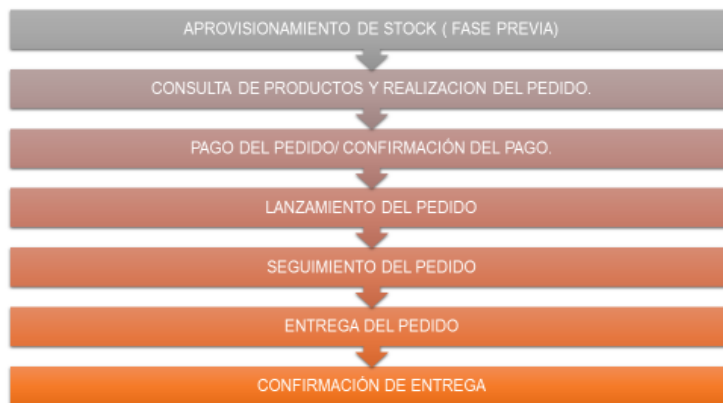 APROVISIONAMIENTO DE STOCK ( FASE PREVIA)
CONSULTA DE PRODUCTOS Y REALIZACION DEL PEDIDO.
PAGO DEL PEDIDO/ CONFIRMACIÓN DEL PAGO.
LANZAMIENTO DEL PEDIDO
SEGUIMIENTO DEL PEDIDO
ENTREGA DEL PEDIDO
CONFIRMACIÓN DE ENTREGA